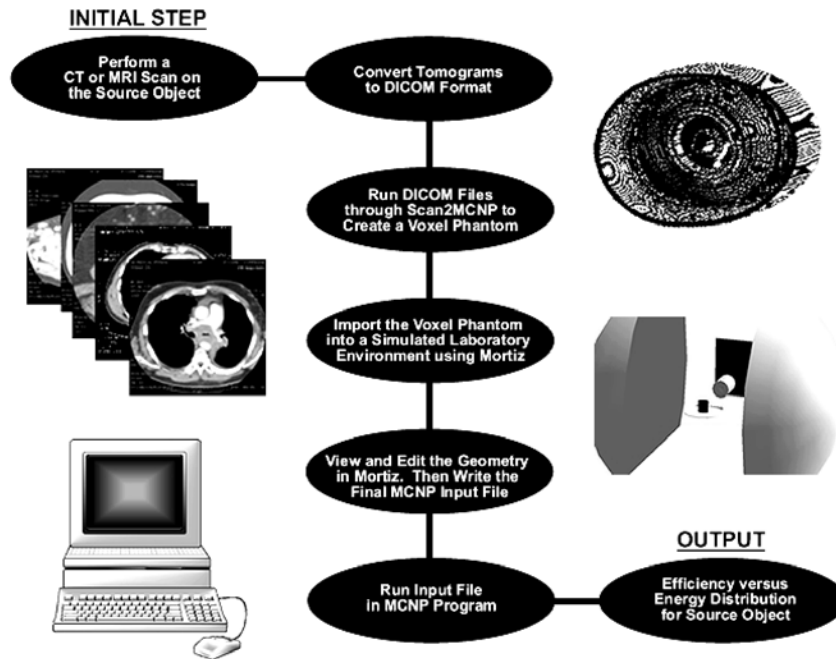 INITIAL STEP
Perform a
CT or MRI Scan on
the Source Object
Convert Tomograms
to DICOM Format
Run DICOM Files
through Scan2MCNP to
Create a Voxel Phantom
Import the Voxel Phantom
into a Simulated Laboratory
Environment using Mortiz
View and Edit the Geometry
in Mortiz. Then Write the
Final MCNP Input File
Run Input File
in MCNP Program
OUTPUT
Efficiency versus
Energy Distribution
for Source Object